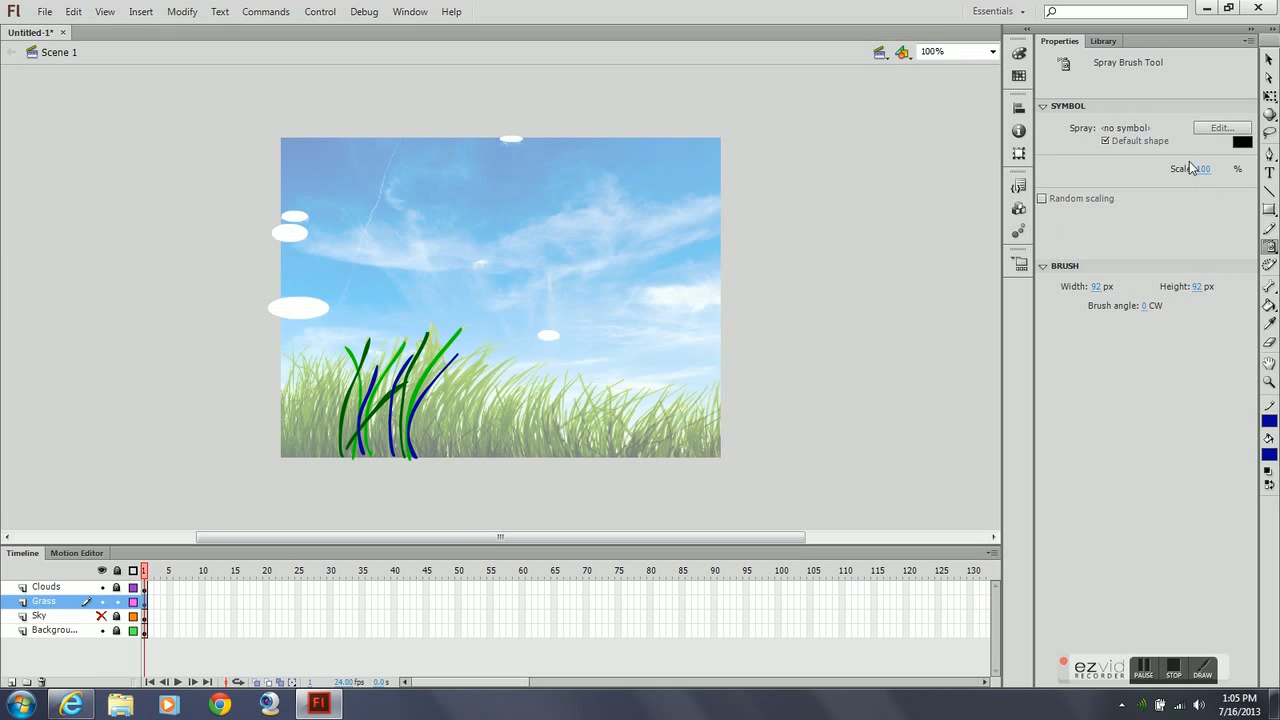 Fl File Edit View Insert Modify Text Commands Control Debug Window Help Essentials
Untitled-1* ×
Scene 1 100%
Properties Library
Spray Brush Tool
SYMBOL
Spray: <no symbol> Edit...
Default shape
Scale: 100 %
Random scaling
BRUSH
Width: 92 px Height: 92 px
Brush angle: 0 CW
Timeline Motion Editor
1 5 10 15 20 25 30 35 40 45 50 55 60 65 70 75 80 85 90 95 100 105 110 115 120 125 130
Clouds
Grass
Sky
Backgrou...
1 24.00 fps 0.0 s
ezvid RECORDER PAUSE STOP DRAW
Fl
1:05 PM
7/16/2013